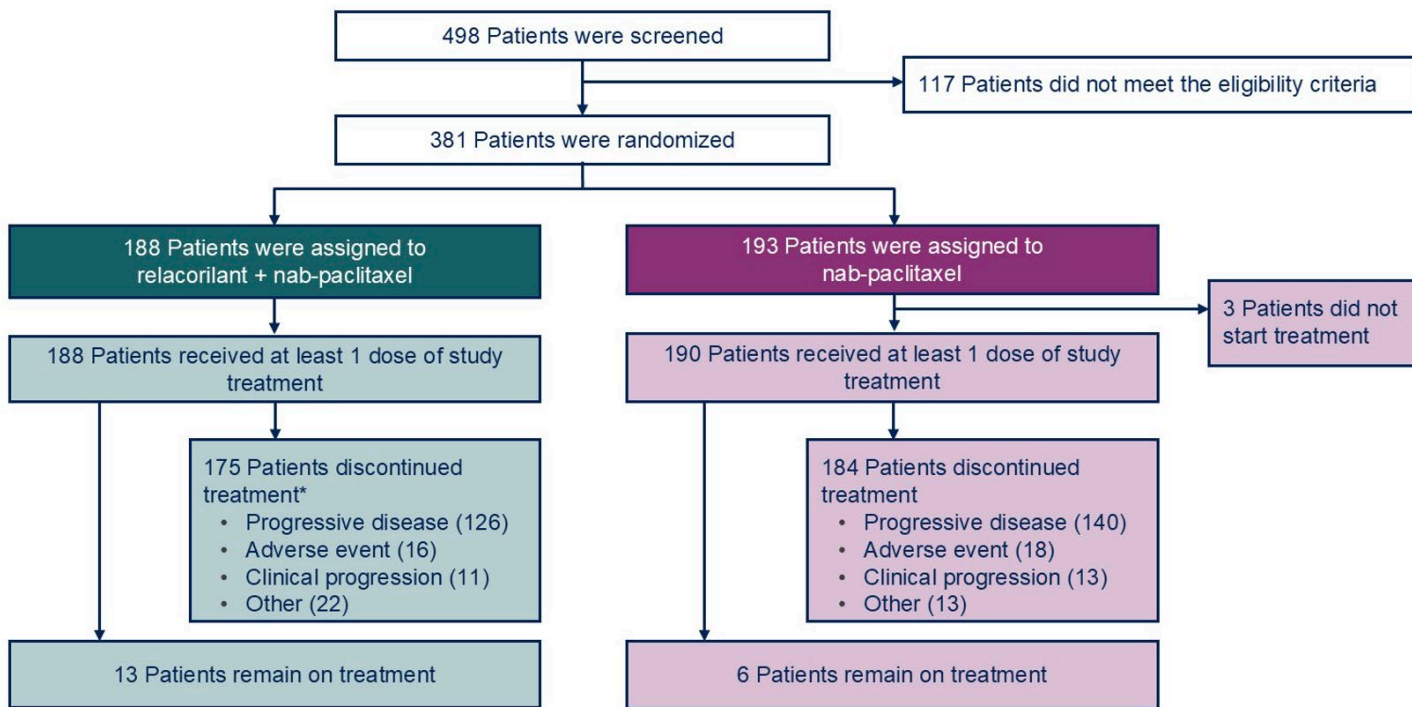 498 Patients were screened
117 Patients did not meet the eligibility criteria
381 Patients were randomized
188 Patients were assigned to
relacorilant + nab-paclitaxel
193 Patients were assigned to
nab-paclitaxel
3 Patients did not
start treatment
188 Patients received at least 1 dose of study
treatment
190 Patients received at least 1 dose of study
treatment
175 Patients discontinued
treatment*
• Progressive disease (126)
• Adverse event (16)
• Clinical progression (11)
• Other (22)
184 Patients discontinued
treatment
• Progressive disease (140)
• Adverse event (18)
• Clinical progression (13)
• Other (13)
13 Patients remain on treatment
6 Patients remain on treatment